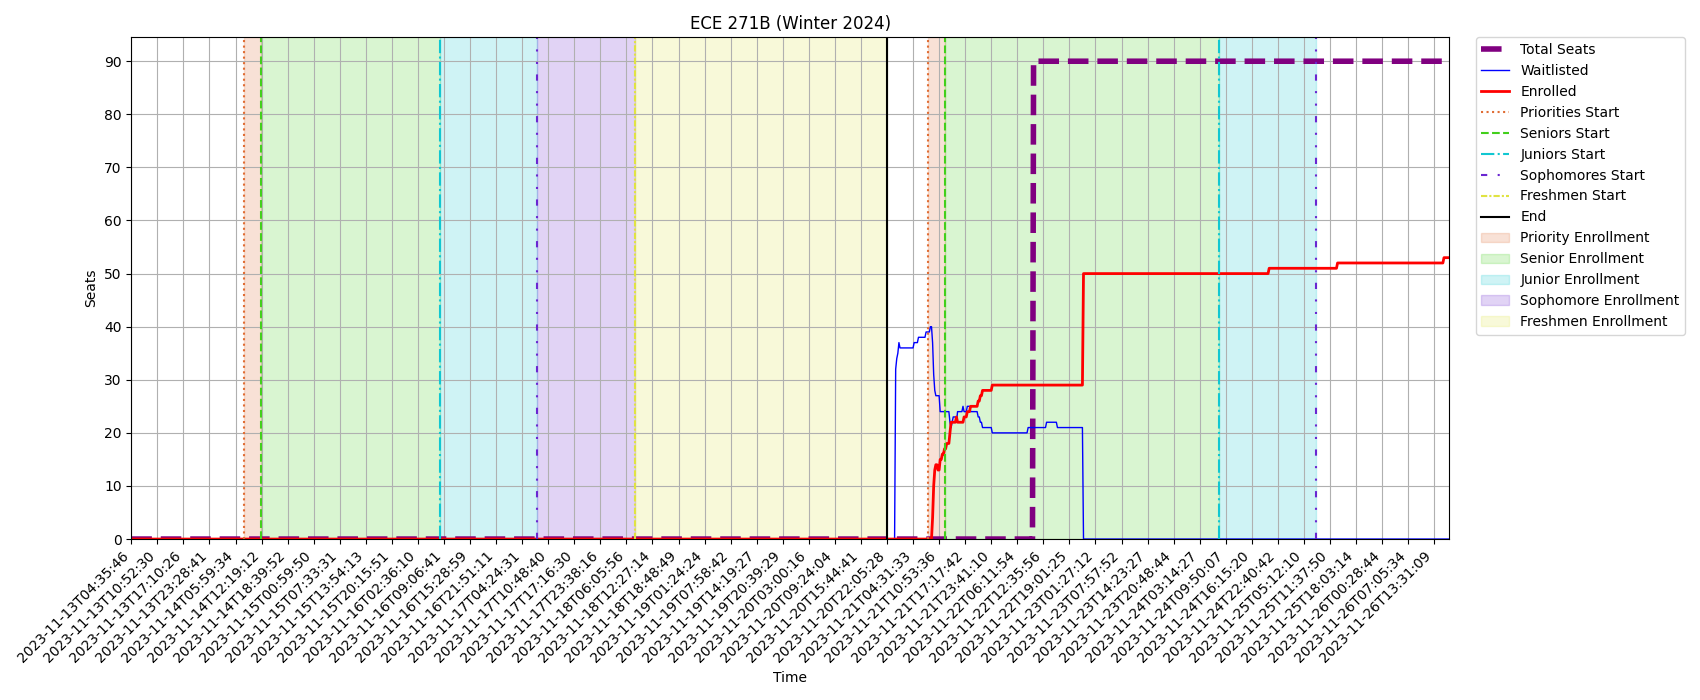 ECE 271B (Winter 2024)
Seats
90
80
70
60
50
40
30
20
10
0
2023-11-13T04:35:46
2023-11-13T10:52:30
2023-11-13T17:10:26
2023-11-13T23:28:41
2023-11-14T05:59:34
2023-11-14T12:19:12
2023-11-14T18:39:52
2023-11-15T00:59:50
2023-11-15T07:33:31
2023-11-15T13:54:13
2023-11-15T20:15:51
2023-11-16T02:36:10
2023-11-16T09:06:41
2023-11-16T15:28:59
2023-11-16T21:51:11
2023-11-17T04:24:31
2023-11-17T10:48:40
2023-11-17T17:16:30
2023-11-17T23:38:16
2023-11-18T06:05:56
2023-11-18T12:27:14
2023-11-18T18:48:49
2023-11-19T01:24:24
2023-11-19T07:58:42
2023-11-19T14:19:27
2023-11-19T20:39:29
2023-11-20T03:00:16
2023-11-20T09:24:04
2023-11-20T15:44:41
2023-11-20T22:05:28
2023-11-21T04:31:33
2023-11-21T10:53:36
2023-11-21T17:17:42
2023-11-21T23:41:10
2023-11-22T06:11:54
2023-11-22T12:35:56
2023-11-22T19:01:25
2023-11-23T01:27:12
2023-11-23T07:57:52
2023-11-23T14:23:27
2023-11-23T20:48:44
2023-11-24T03:14:27
2023-11-24T09:50:07
2023-11-24T16:15:20
2023-11-24T22:40:42
2023-11-25T05:12:10
2023-11-25T11:37:50
2023-11-25T18:03:14
2023-11-26T00:28:44
2023-11-26T07:05:34
2023-11-26T13:31:09
Time
Total Seats
Waitlisted
Enrolled
Priorities Start
Seniors Start
Juniors Start
Sophomores Start
Freshmen Start
End
Priority Enrollment
Senior Enrollment
Junior Enrollment
Sophomore Enrollment
Freshmen Enrollment